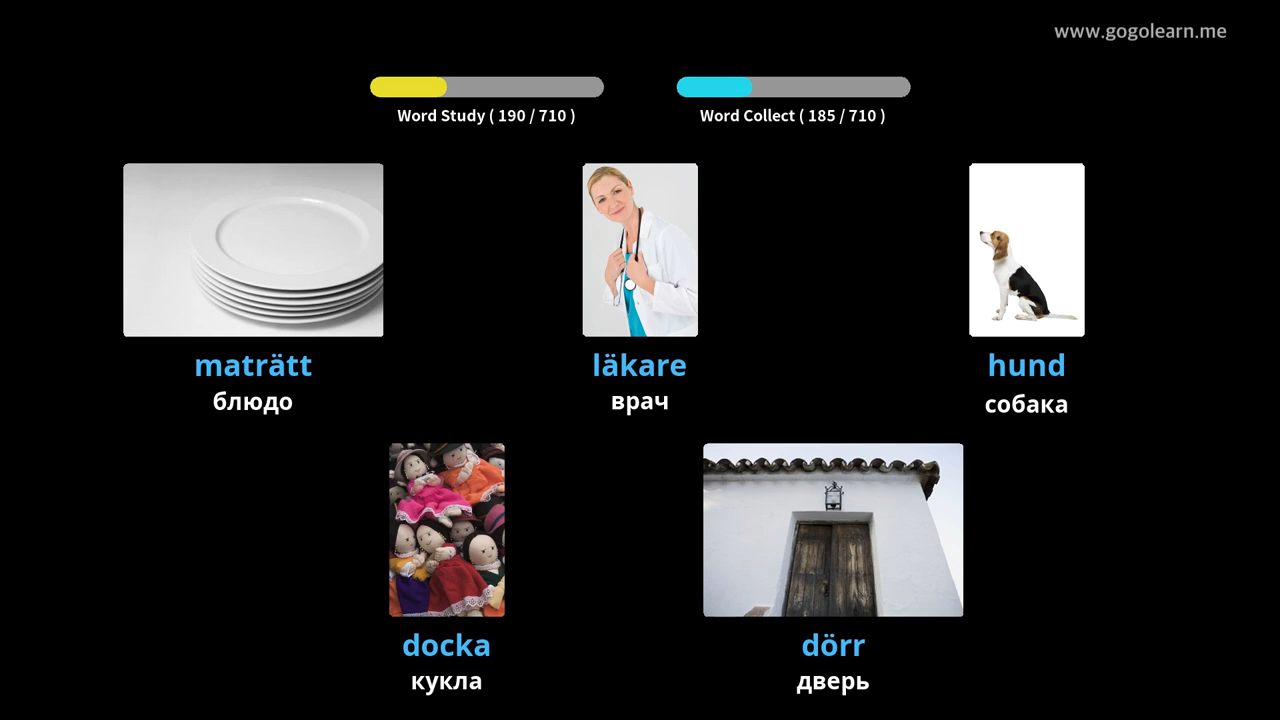 www.gogolearn.me
Word Study ( 190 / 710 )
Word Collect ( 185 / 710 )
maträtt
блюдо
läkare
врач
hund
собака
docka
кукла
dörr
дверь